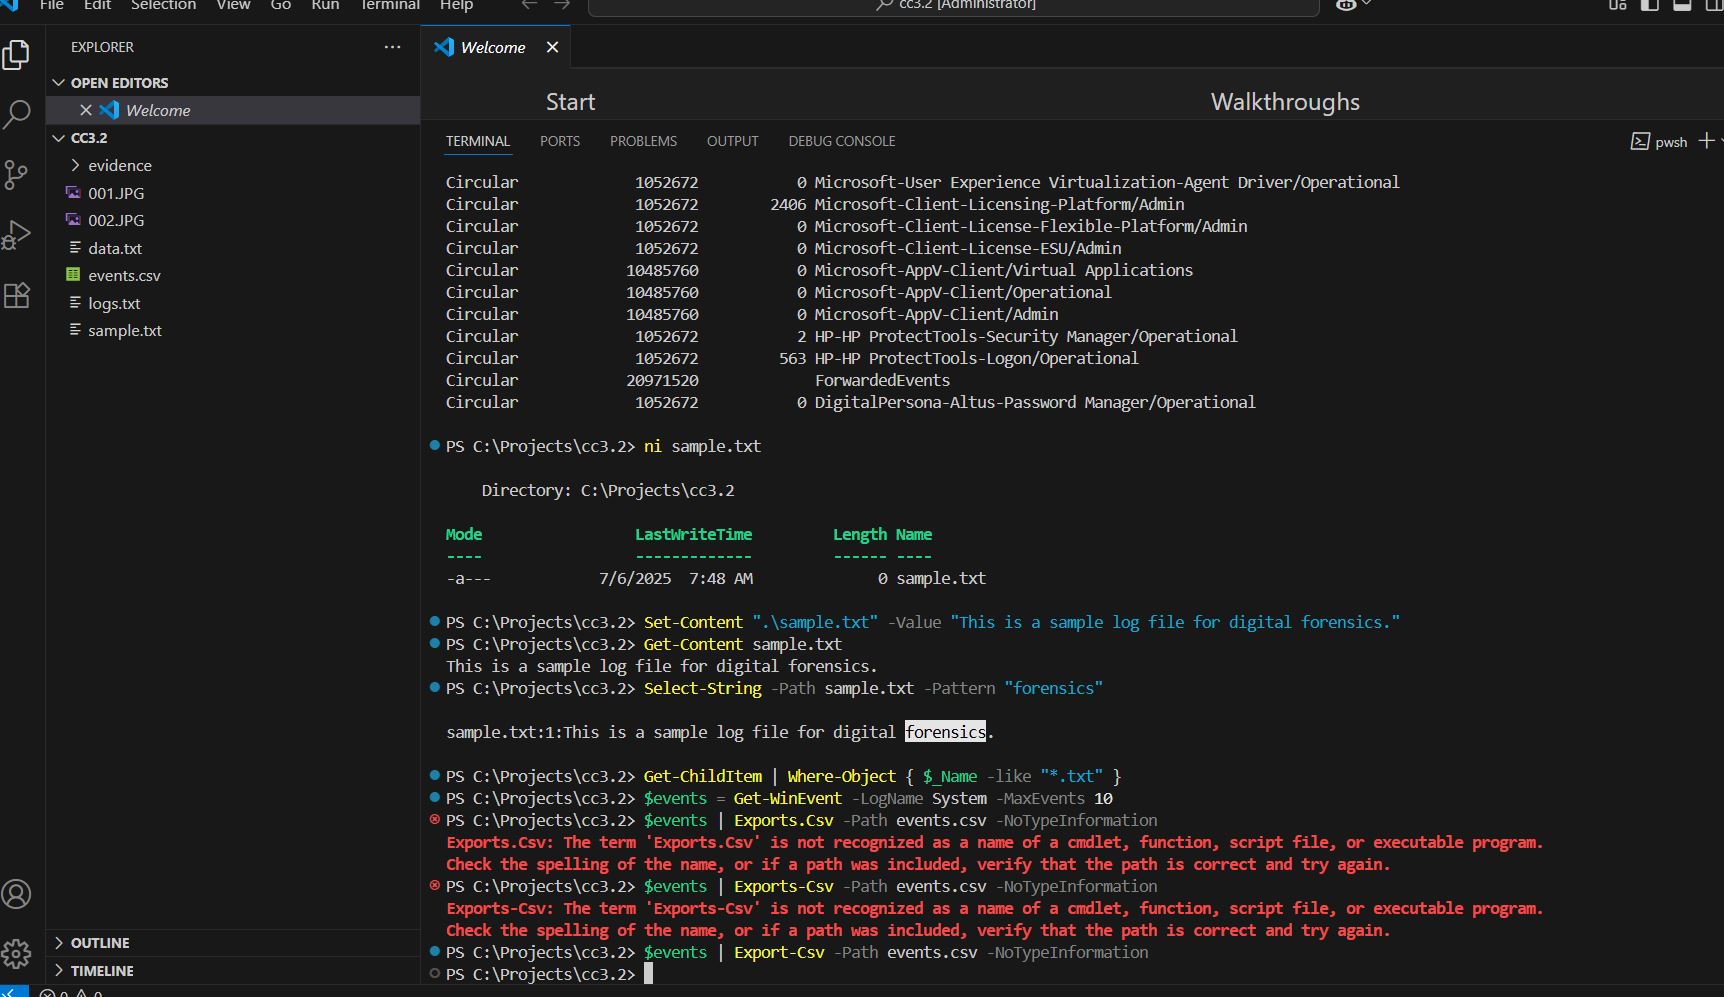 File Edit Selection View Go Run Terminal Help
cc3.2 [Administrator]
EXPLORER
OPEN EDITORS
Welcome
CC3.2
evidence
001.JPG
002.JPG
data.txt
events.csv
logs.txt
sample.txt
OUTLINE
TIMELINE
Welcome
Start
Walkthroughs
TERMINAL PORTS PROBLEMS OUTPUT DEBUG CONSOLE
pwsh
Circular 1052672 0 Microsoft-User Experience Virtualization-Agent Driver/Operational
Circular 1052672 2406 Microsoft-Client-Licensing-Platform/Admin
Circular 1052672 0 Microsoft-Client-License-Flexible-Platform/Admin
Circular 1052672 0 Microsoft-Client-License-ESU/Admin
Circular 10485760 0 Microsoft-AppV-Client/Virtual Applications
Circular 10485760 0 Microsoft-AppV-Client/Operational
Circular 10485760 0 Microsoft-AppV-Client/Admin
Circular 1052672 2 HP-HP ProtectTools-Security Manager/Operational
Circular 1052672 563 HP-HP ProtectTools-Logon/Operational
Circular 20971520 ForwardedEvents
Circular 1052672 0 DigitalPersona-Altus-Password Manager/Operational
PS C:\Projects\cc3.2> ni sample.txt
Directory: C:\Projects\cc3.2
Mode LastWriteTime Length Name
---- ------------- ------ ----
-a--- 7/6/2025 7:48 AM 0 sample.txt
PS C:\Projects\cc3.2> Set-Content ".\sample.txt" -Value "This is a sample log file for digital forensics."
PS C:\Projects\cc3.2> Get-Content sample.txt
This is a sample log file for digital forensics.
PS C:\Projects\cc3.2> Select-String -Path sample.txt -Pattern "forensics"
sample.txt:1:This is a sample log file for digital forensics.
PS C:\Projects\cc3.2> Get-ChildItem | Where-Object { $_Name -like "*.txt" }
PS C:\Projects\cc3.2> $events = Get-WinEvent -LogName System -MaxEvents 10
PS C:\Projects\cc3.2> $events | Exports.Csv -Path events.csv -NoTypeInformation
Exports.Csv: The term 'Exports.Csv' is not recognized as a name of a cmdlet, function, script file, or executable program.
Check the spelling of the name, or if a path was included, verify that the path is correct and try again.
PS C:\Projects\cc3.2> $events | Exports-Csv -Path events.csv -NoTypeInformation
Exports-Csv: The term 'Exports-Csv' is not recognized as a name of a cmdlet, function, script file, or executable program.
Check the spelling of the name, or if a path was included, verify that the path is correct and try again.
PS C:\Projects\cc3.2> $events | Export-Csv -Path events.csv -NoTypeInformation
PS C:\Projects\cc3.2>
0 0